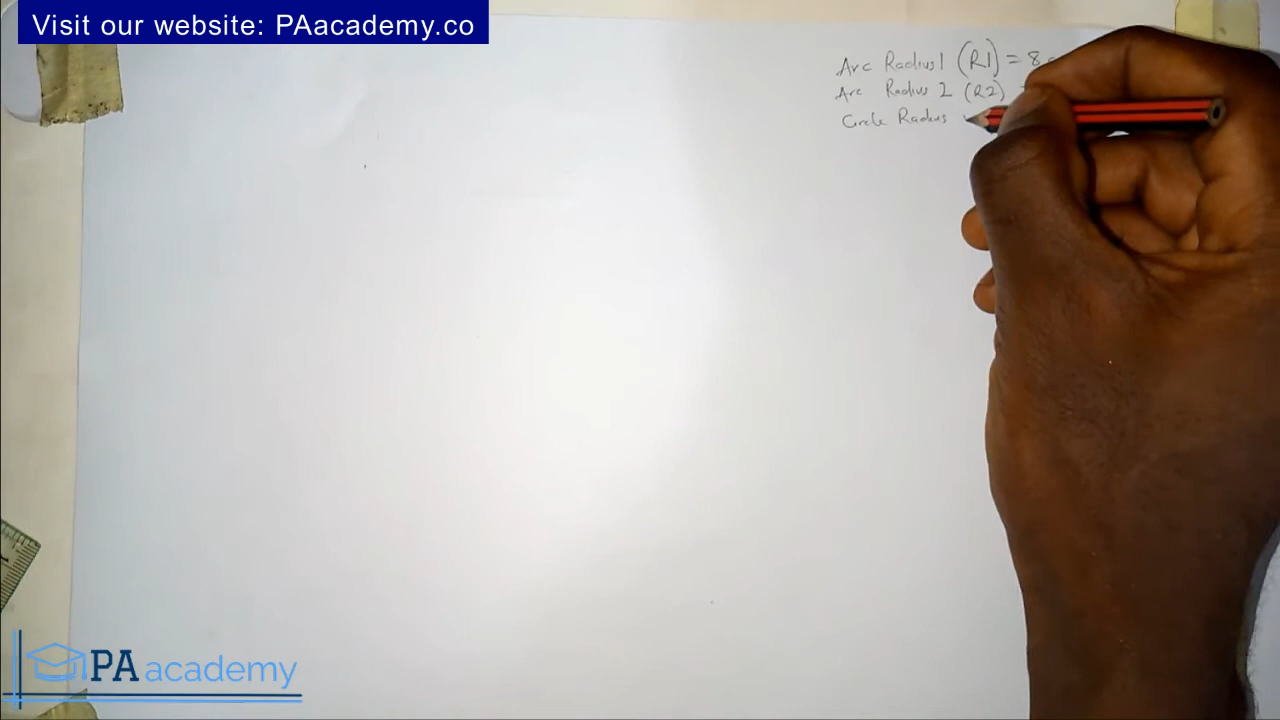 Visit our website: PAacademy.co
Arc Radius 1 (R1) = 8
Arc Radius 2 (R2)
Circle Radius
PA academy